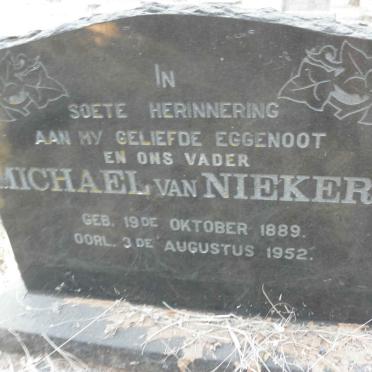 IN
SOETE HERINNERING
AAN MY GELIEFDE EGGENOOT
EN ONS VADER
MICHAEL VAN NIEKER
GEB. 19DE OKTOBER 1889.
OORL. 3DE AUGUSTUS 1952.